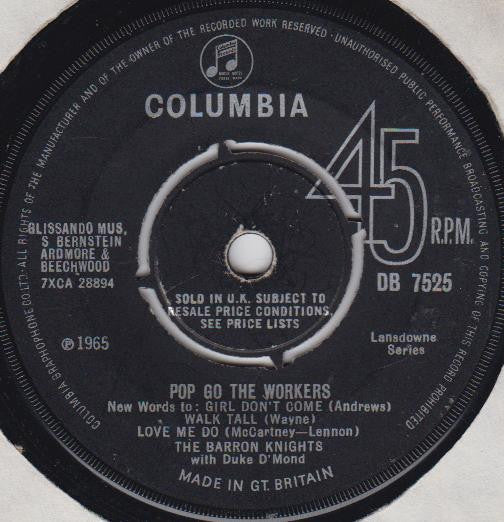 COLUMBIA GRAPHOPHONE CO.LTD.· ALL RIGHTS OF THE MANUFACTURER AND OF THE OWNER OF THE RECORDED WORK RESERVED · UNAUTHORISED PUBLIC PERFORMANCE BROADCASTING AND COPYING OF THIS RECORD PROHIBITED
COLUMBIA
45
R.P.M.
GLISSANDO MUS.
S BERNSTEIN
ARDMORE &
BEECHWOOD
7XCA 28894
DB 7525
SOLD IN U.K. SUBJECT TO
RESALE PRICE CONDITIONS,
SEE PRICE LISTS
℗1965
Lansdowne
Series
POP GO THE WORKERS
New Words to: GIRL DON'T COME (Andrews)
WALK TALL (Wayne)
LOVE ME DO (McCartney—Lennon)
THE BARRON KNIGHTS
with Duke D'Mond
MADE IN GT. BRITAIN